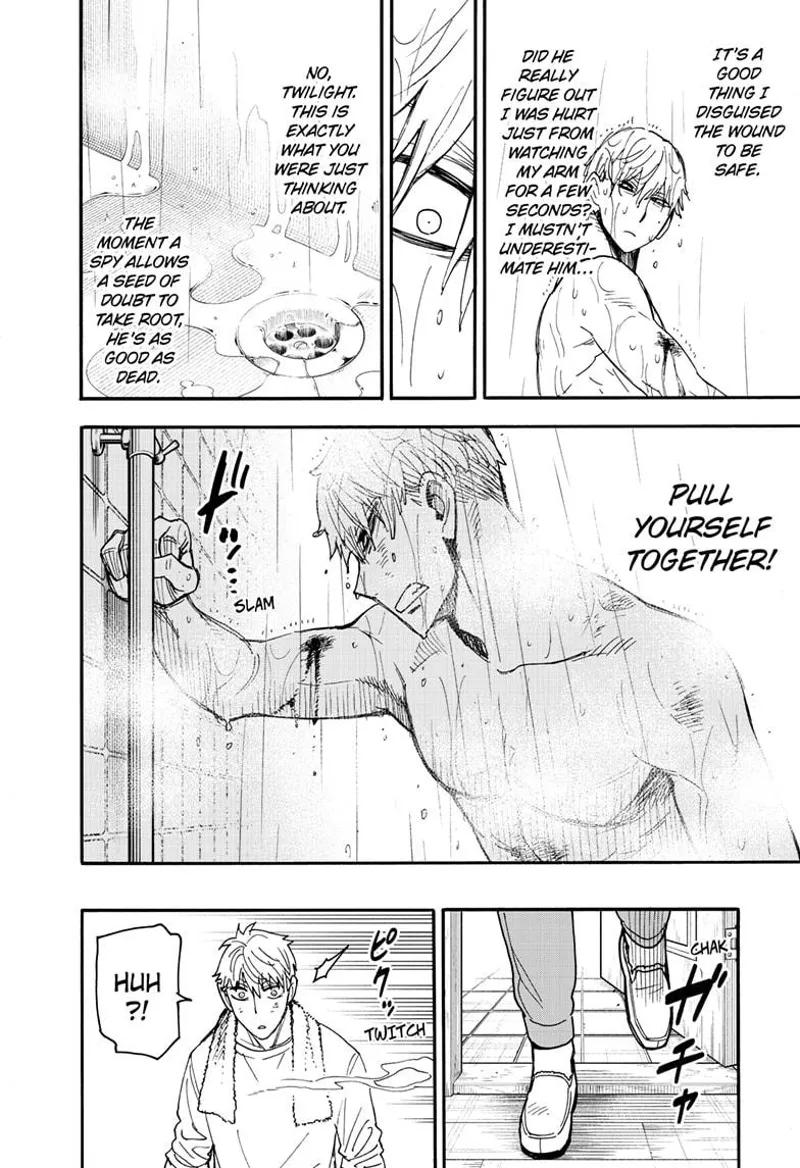 IT'S A
GOOD
THING I
DISGUISED
THE WOUND
TO BE
SAFE.
DID HE
REALLY
FIGURE OUT
I WAS HURT
JUST FROM
WATCHING
MY ARM
FOR A FEW
SECONDS?
I MUSTN'T
UNDERESTI-
MATE HIM...
NO,
TWILIGHT.
THIS IS
EXACTLY
WHAT YOU
WERE JUST
THINKING
ABOUT.
THE
MOMENT A
SPY ALLOWS
A SEED OF
DOUBT TO
TAKE ROOT,
HE'S AS
GOOD AS
DEAD.
PULL
YOURSELF
TOGETHER!
ドッ
SLAM
CHAK
ガチャ
ピクッ
TWITCH
HUH
?!